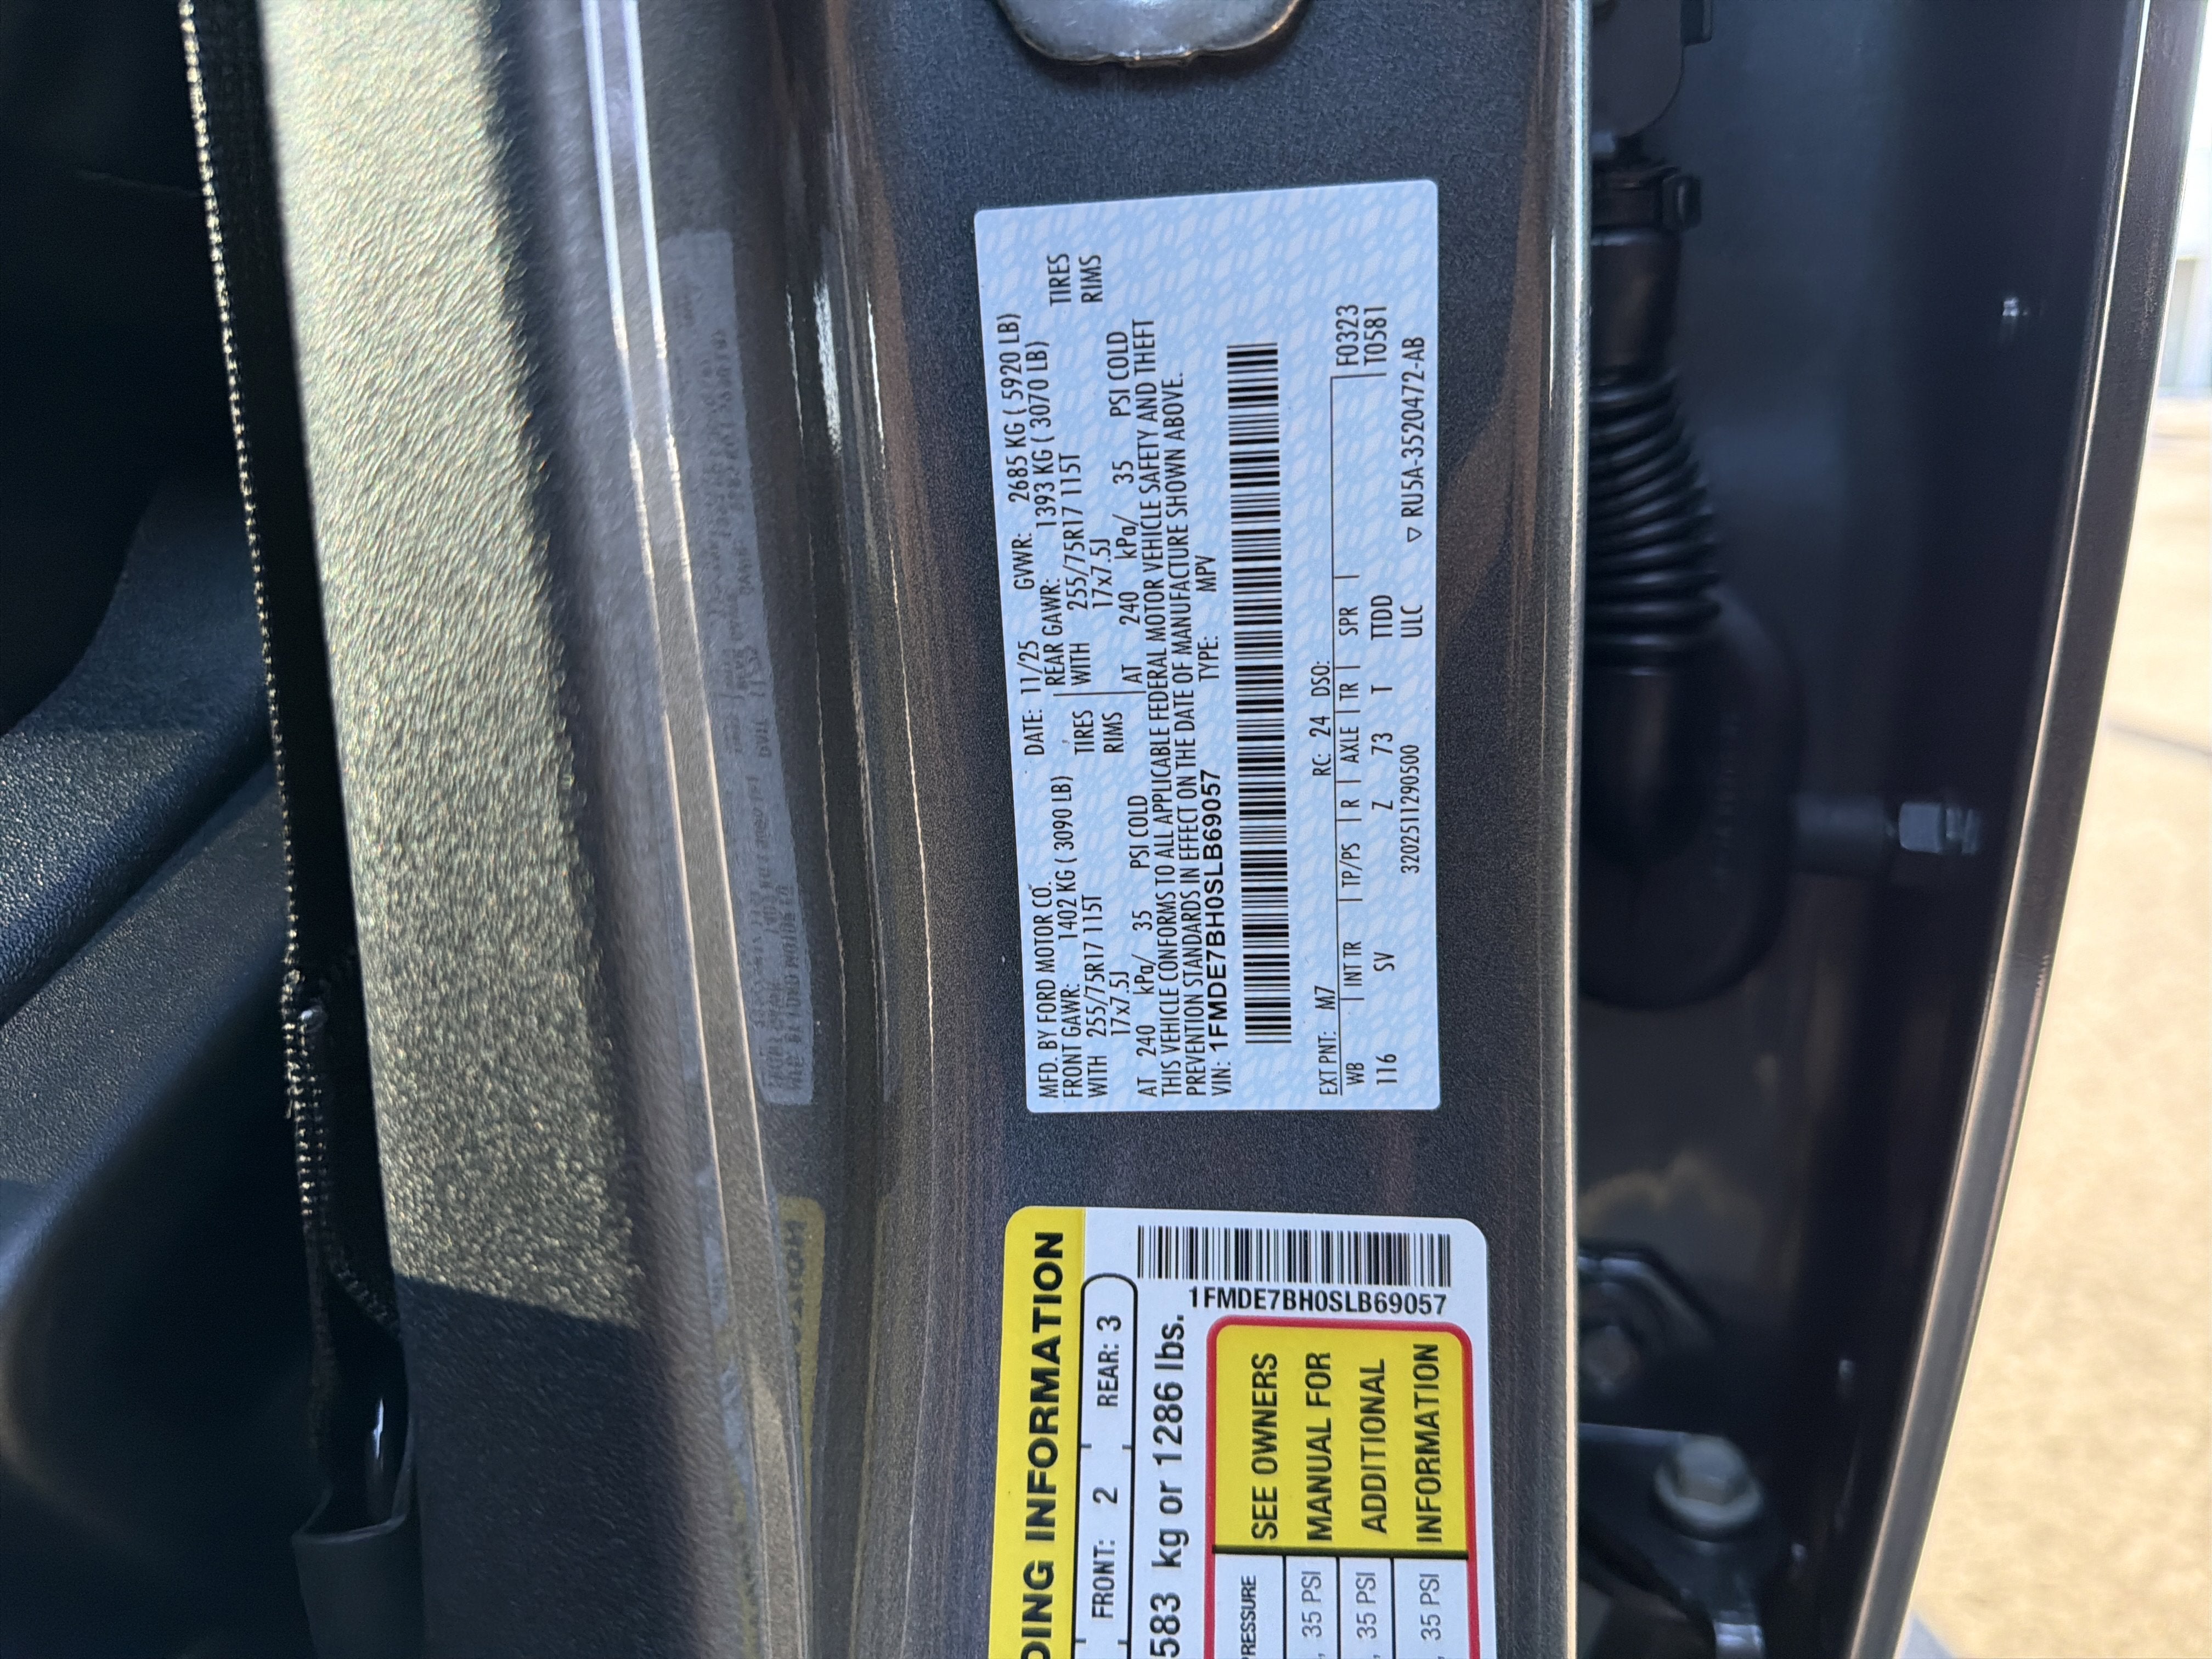 MFD. BY FORD MOTOR CO. DATE: 11/25 GVWR: 2685 KG ( 5920 LB)
FRONT GAWR: 1402 KG ( 3090 LB) REAR GAWR: 1393 KG ( 3070 LB)
WITH 255/75R17 115T TIRES WITH 255/75R17 115T TIRES
17x7.5J RIMS 17x7.5J RIMS
AT 240 kPa/ 35 PSI COLD AT 240 kPa/ 35 PSI COLD
THIS VEHICLE CONFORMS TO ALL APPLICABLE FEDERAL MOTOR VEHICLE SAFETY AND THEFT
PREVENTION STANDARDS IN EFFECT ON THE DATE OF MANUFACTURE SHOWN ABOVE.
VIN: 1FMDE7BH0SLB69057 TYPE: MPV
EXT PNT: M7 RC: 24 DSO: F0323
WB INT TR TP/PS R AXLE TR SPR T0581
116 SV Z 73 T TTDD
3202511290500 ULC ▽ RU5A-3520472-AB
DING INFORMATION
FRONT: 2 REAR: 3
583 kg or 1286 lbs.
1FMDE7BH0SLB69057
PRESSURE
, 35 PSI
, 35 PSI
, 35 PSI
SEE OWNERS
MANUAL FOR
ADDITIONAL
INFORMATION